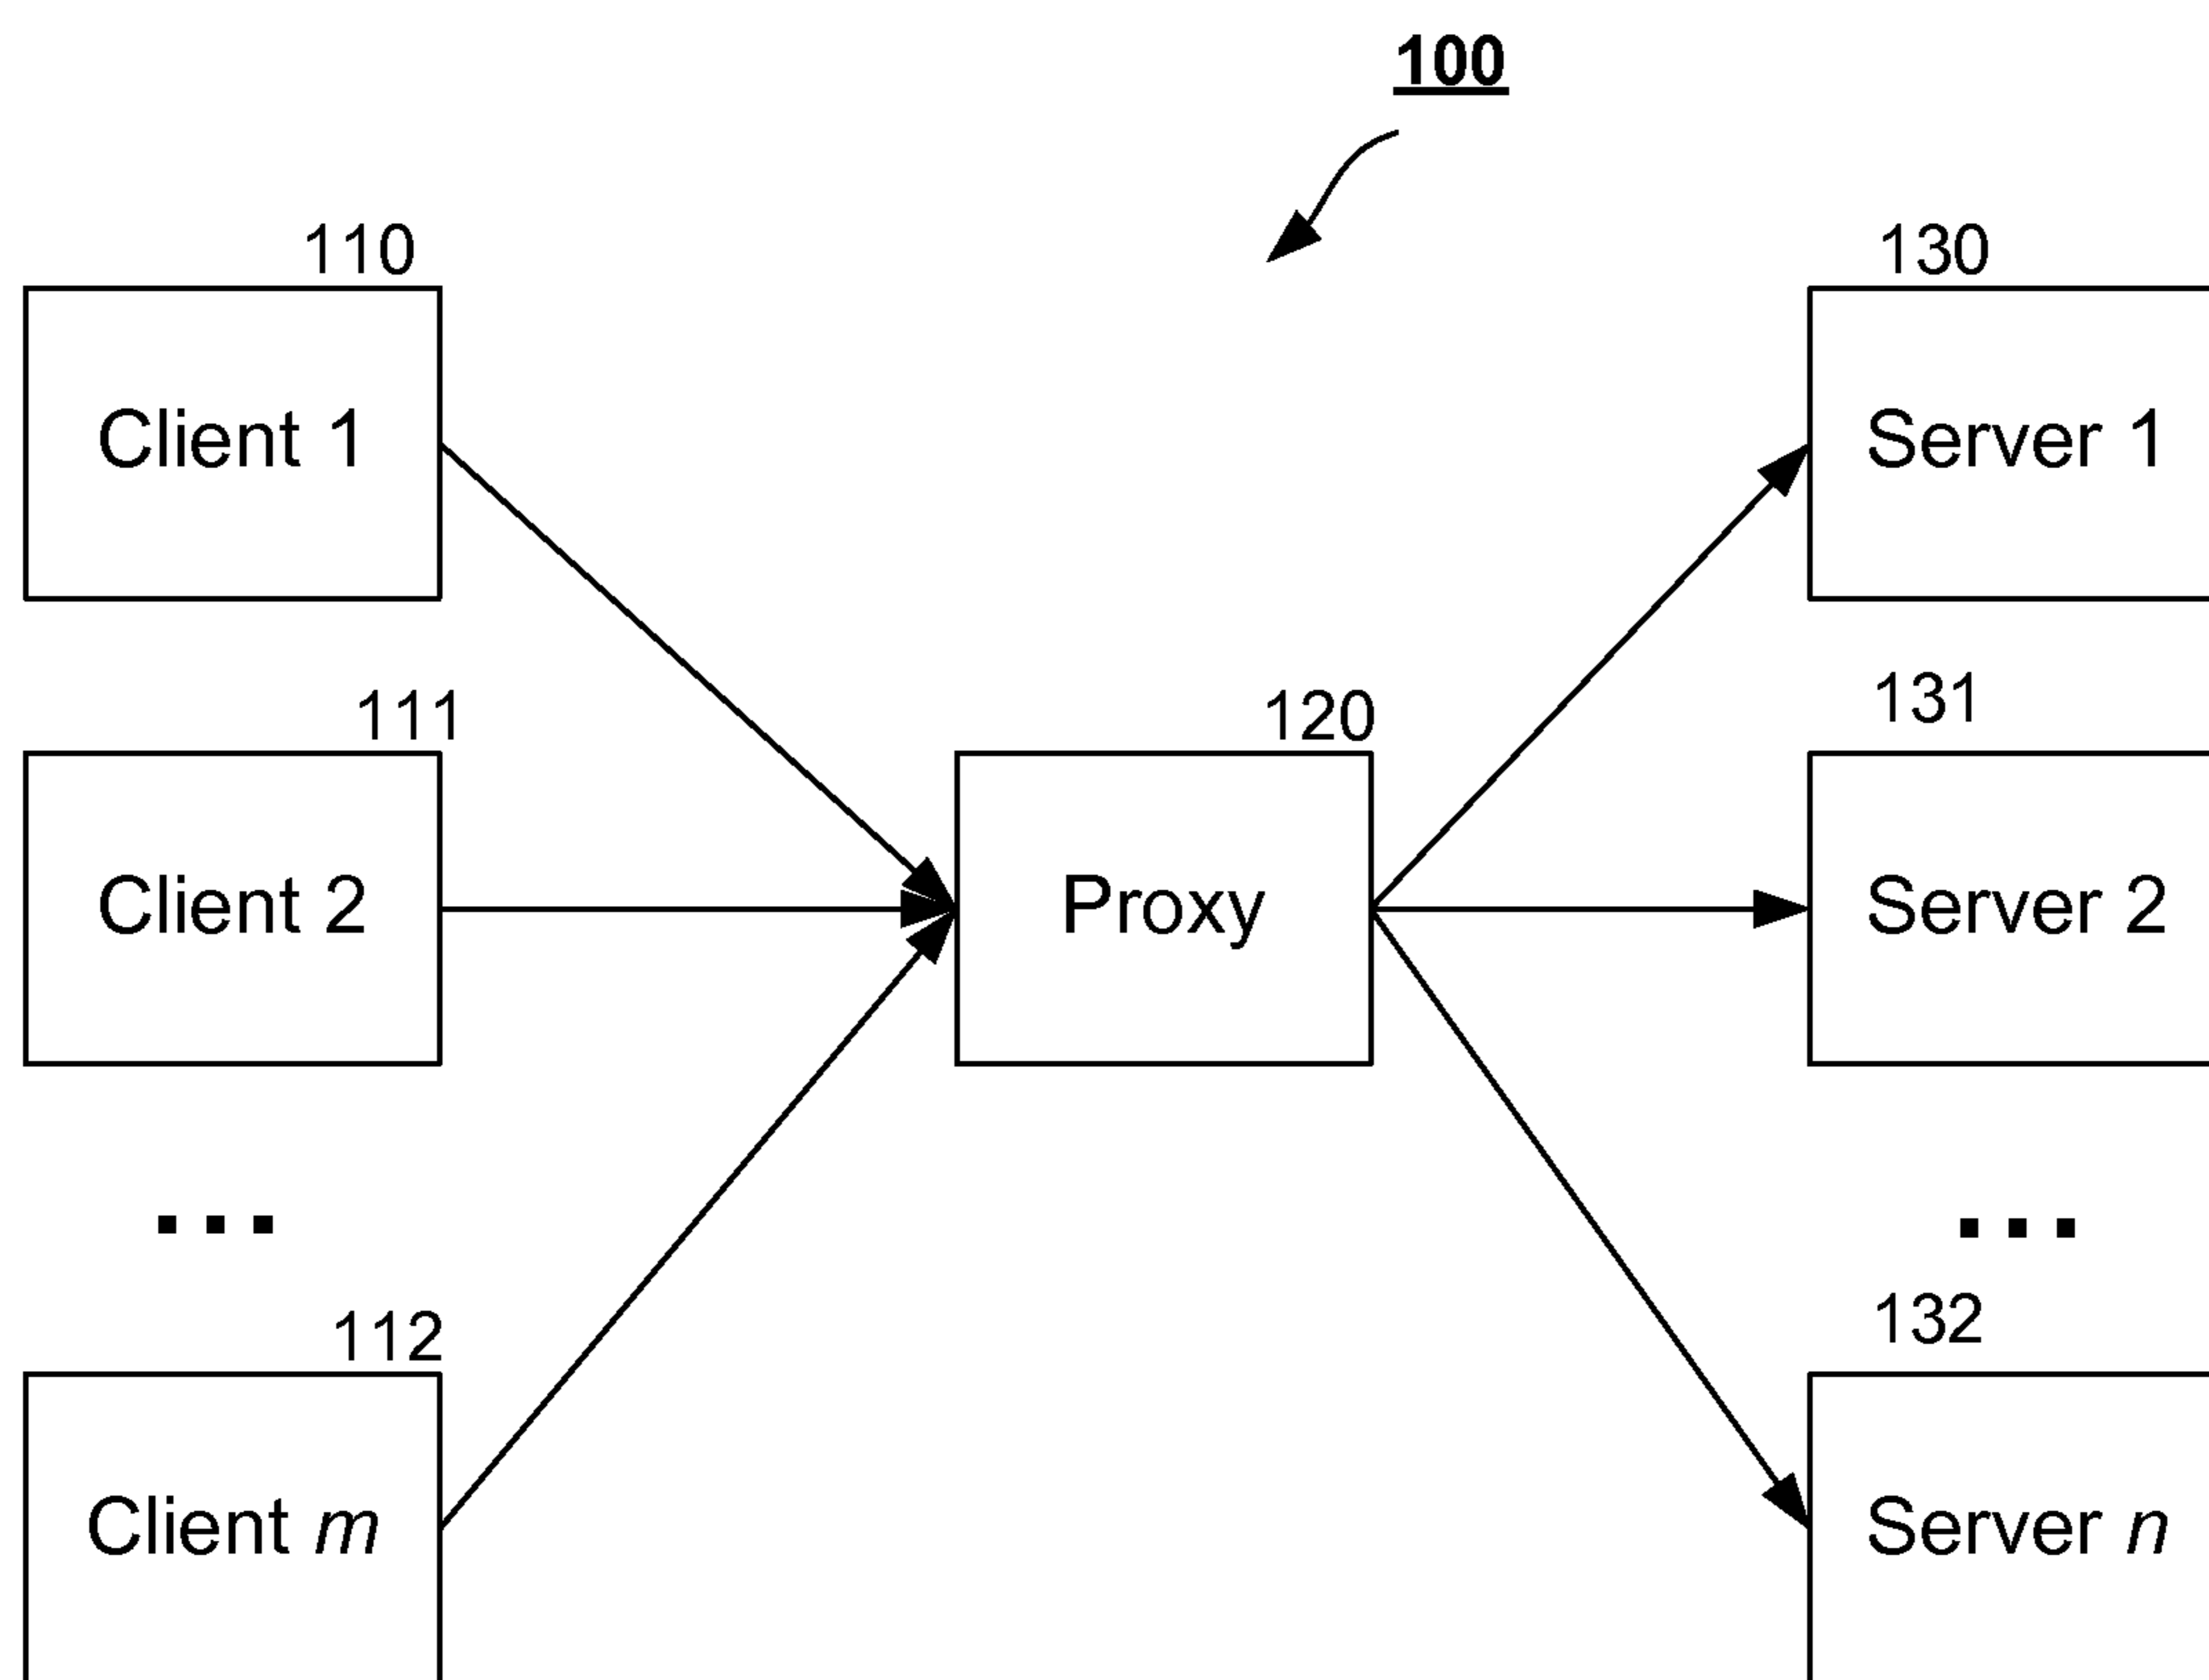 100
110
130
Client 1
Server 1
111
120
131
Client 2
Proxy
Server 2
...
...
112
132
Client m
Server n